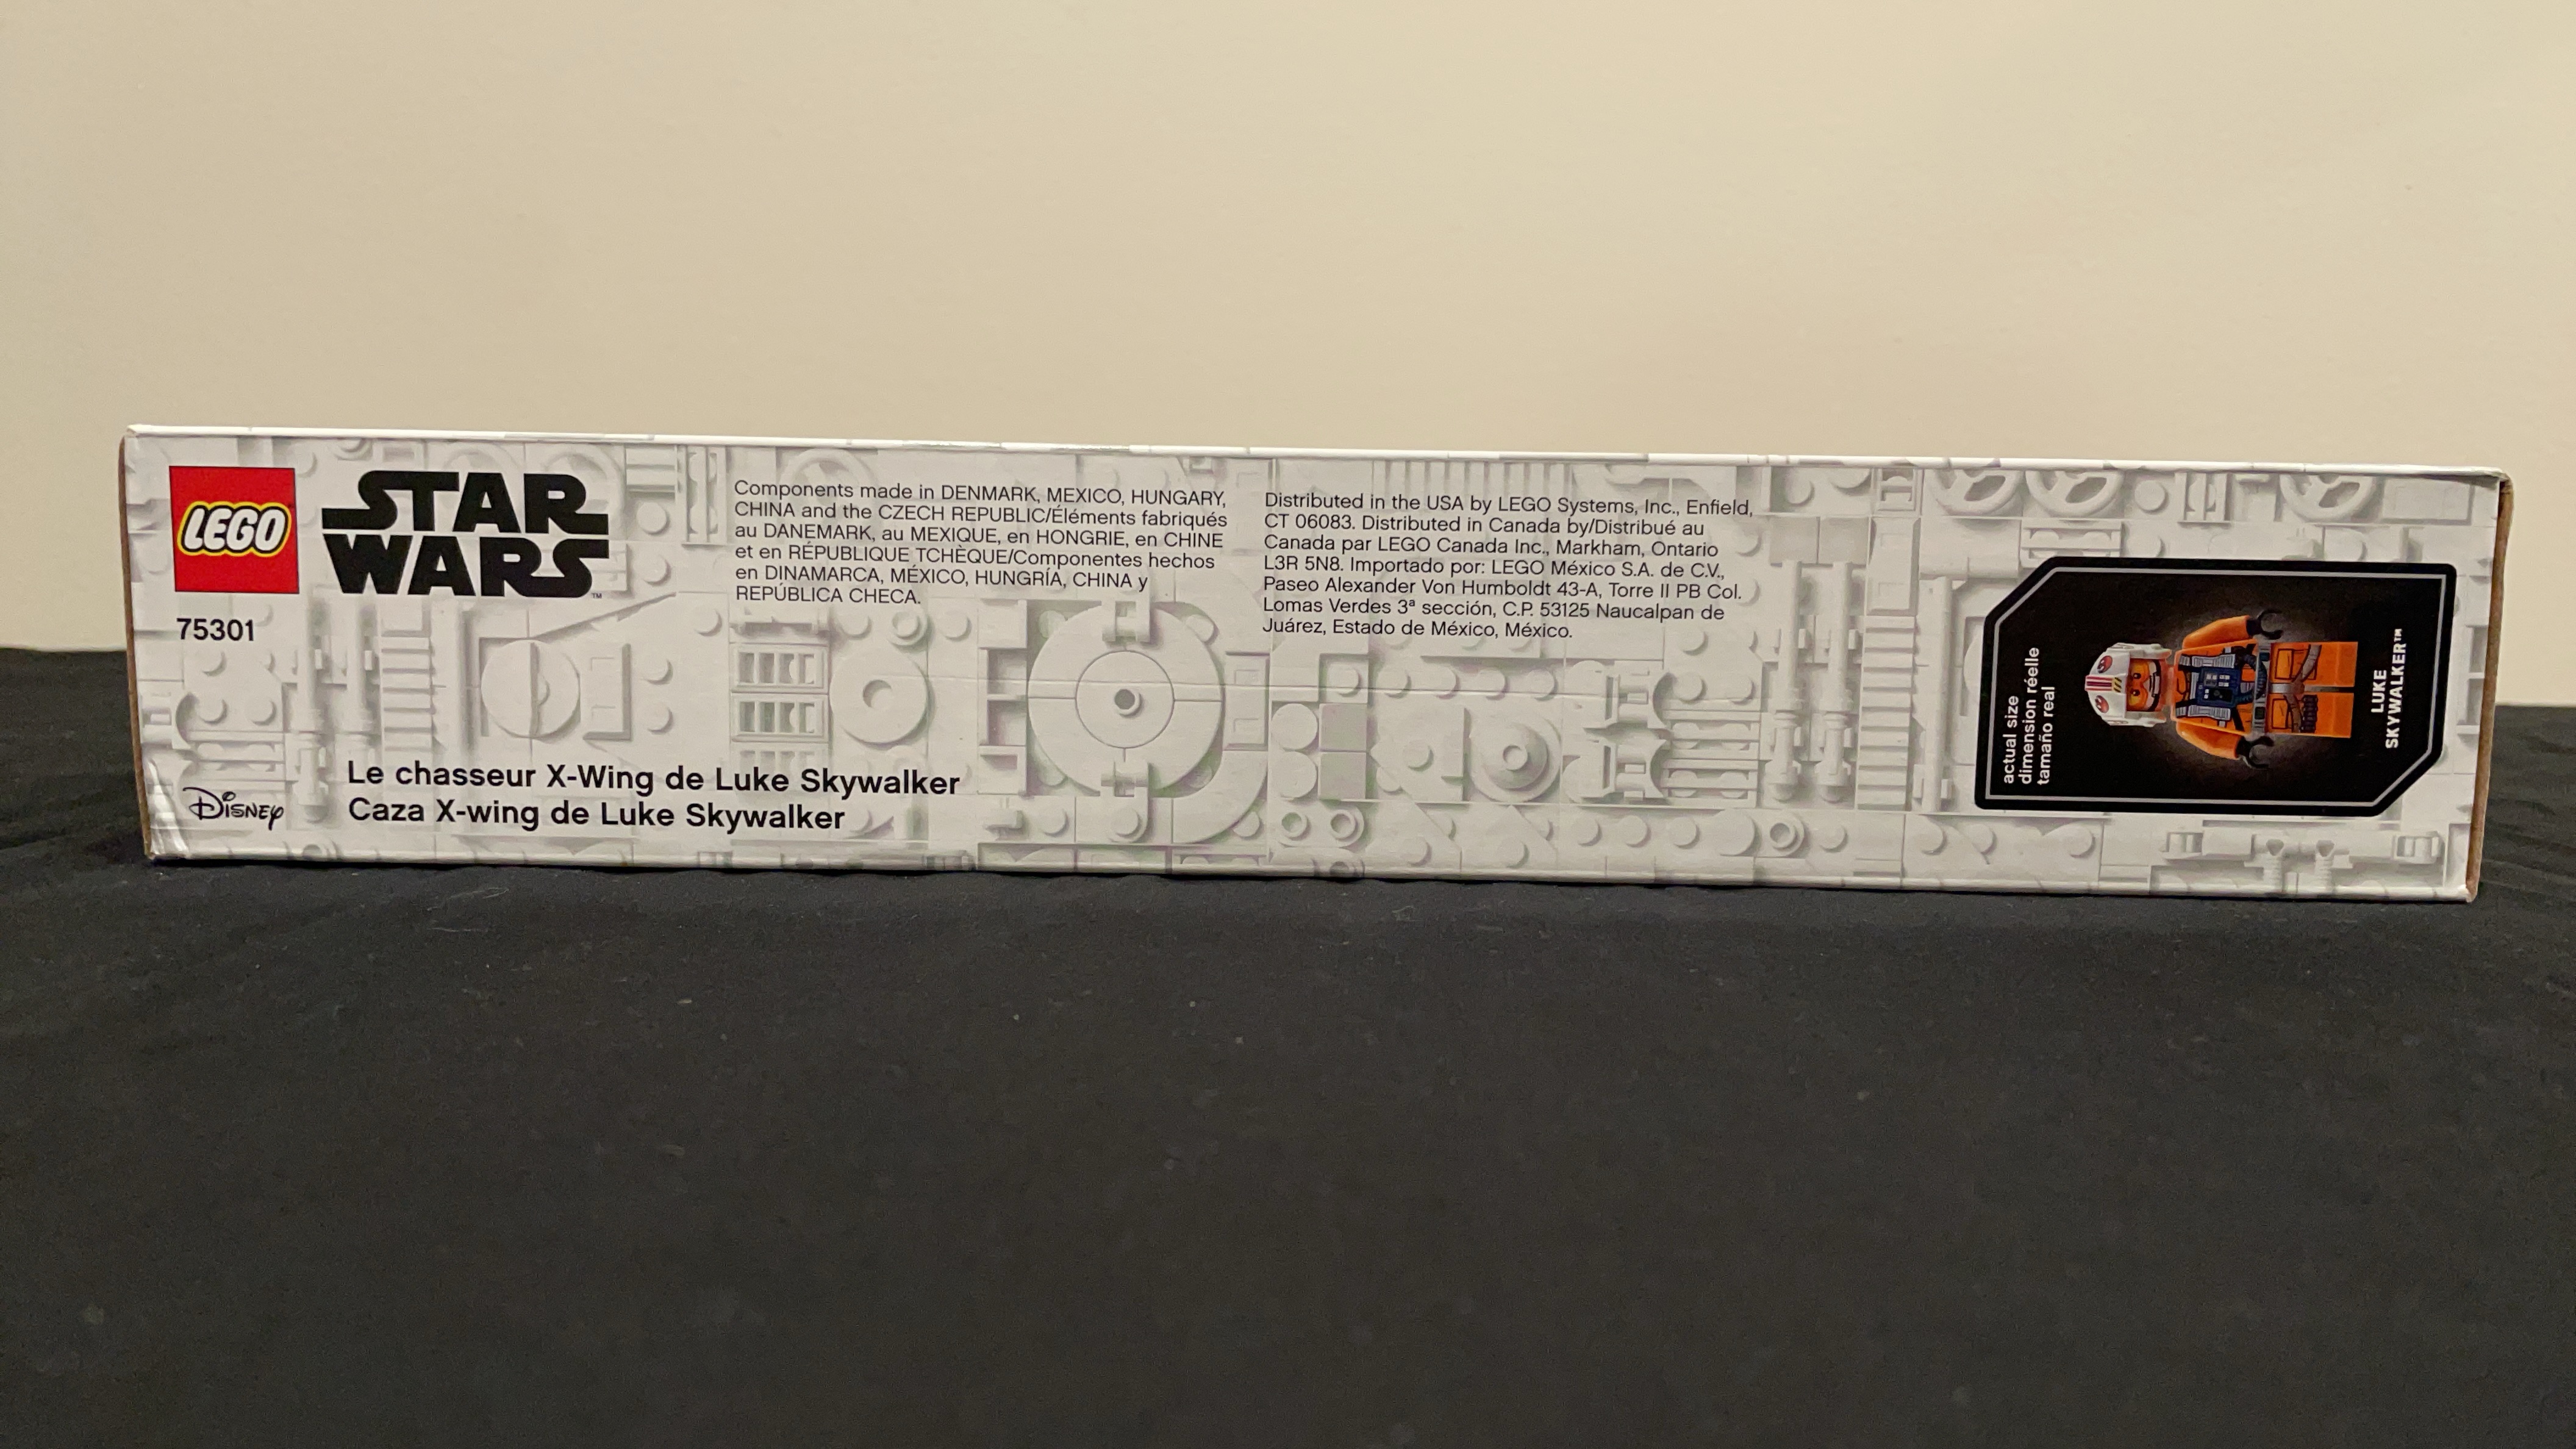 LEGO
STAR
WARS™
75301
Components made in DENMARK, MEXICO, HUNGARY,
CHINA and the CZECH REPUBLIC/Éléments fabriqués
au DANEMARK, au MEXIQUE, en HONGRIE, en CHINE
et en RÉPUBLIQUE TCHÈQUE/Componentes hechos
en DINAMARCA, MÉXICO, HUNGRÍA, CHINA y
REPÚBLICA CHECA.
Distributed in the USA by LEGO Systems, Inc., Enfield,
CT 06083. Distributed in Canada by/Distribué au
Canada par LEGO Canada Inc., Markham, Ontario
L3R 5N8. Importado por: LEGO México S.A. de C.V.,
Paseo Alexander Von Humboldt 43-A, Torre II PB Col.
Lomas Verdes 3ª sección, C.P. 53125 Naucalpan de
Juárez, Estado de México, México.
Disney
Le chasseur X-Wing de Luke Skywalker
Caza X-wing de Luke Skywalker
actual size
dimension réelle
tamaño real
LUKE
SKYWALKER™